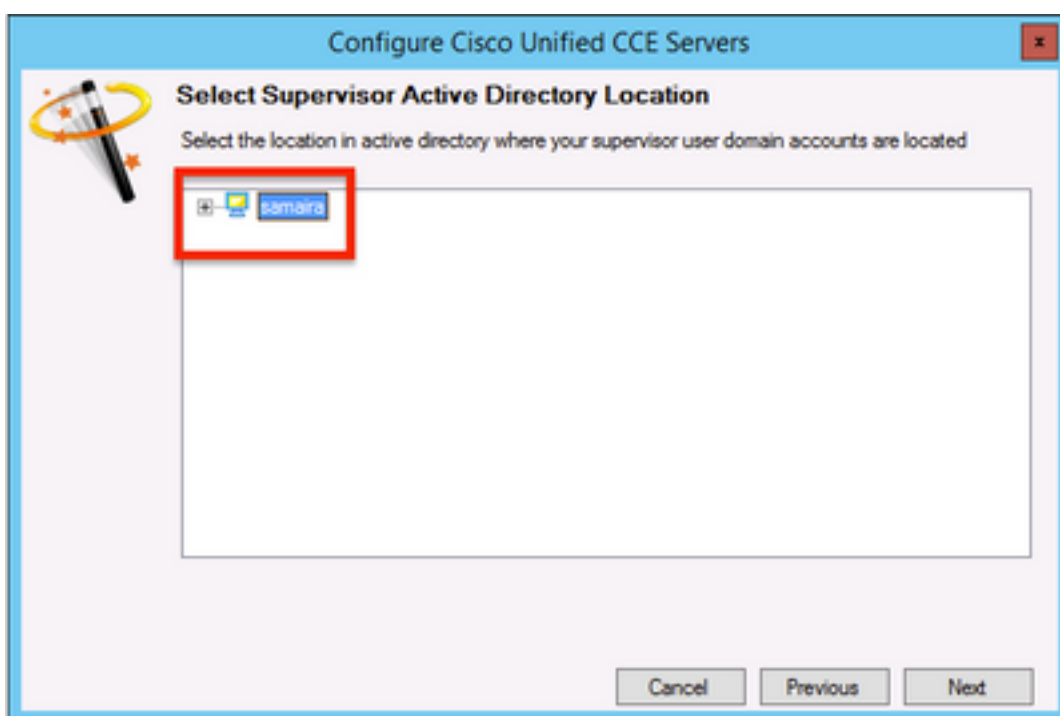 Configure Cisco Unified CCE Servers
x
Select Supervisor Active Directory Location
Select the location in active directory where your supervisor user domain accounts are located
samaira
Cancel Previous Next